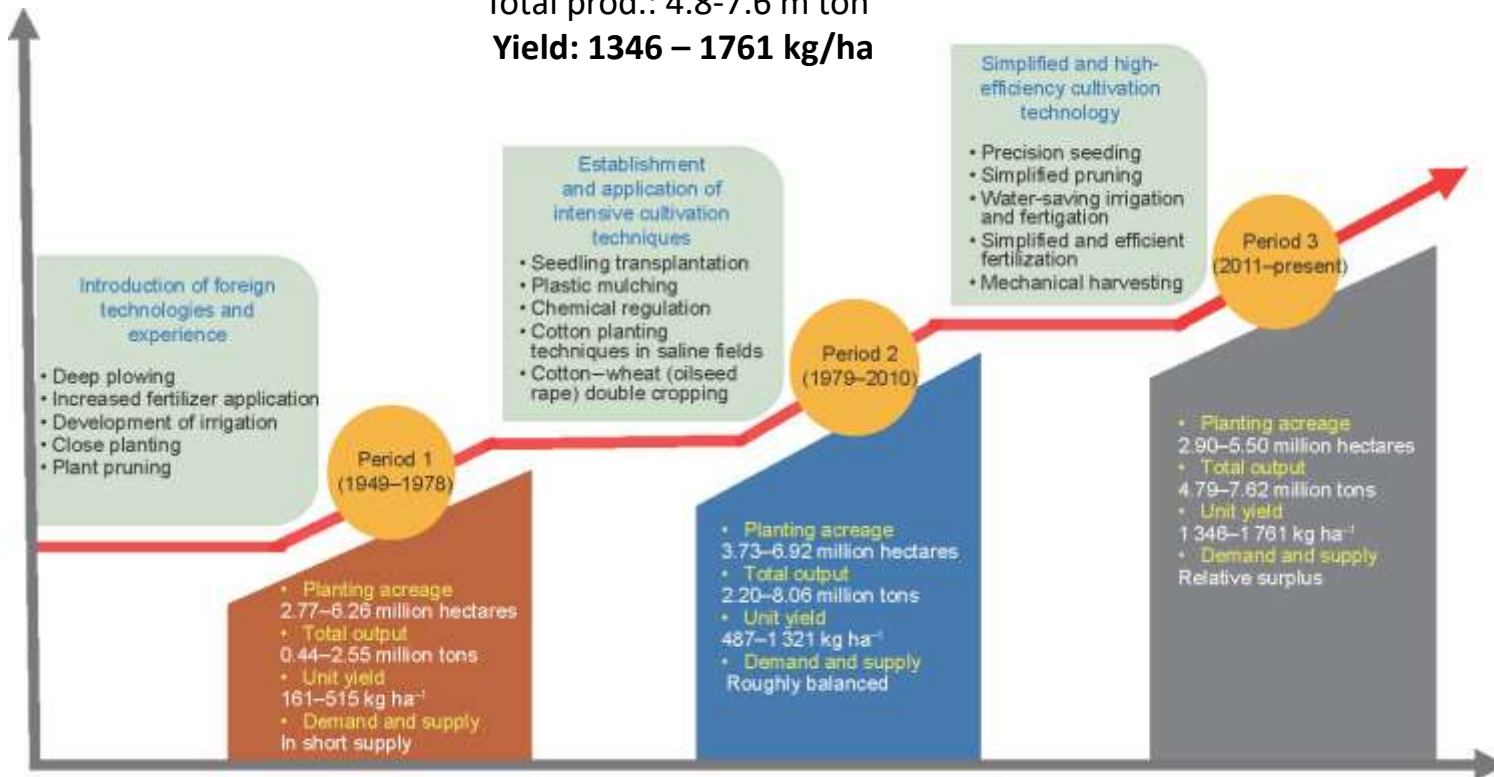 Total prod.: 4.8-7.6 m ton
Yield: 1346 – 1761 kg/ha
Introduction of foreign
technologies and
experience
• Deep plowing
• Increased fertilizer application
• Development of irrigation
• Close planting
• Plant pruning
Period 1
(1949–1978)
• Planting acreage
2.77–6.26 million hectares
• Total output
0.44–2.55 million tons
• Unit yield
161–515 kg ha⁻¹
• Demand and supply
In short supply
Establishment
and application of
intensive cultivation
techniques
• Seedling transplantation
• Plastic mulching
• Chemical regulation
• Cotton planting
techniques in saline fields
• Cotton–wheat (oilseed
rape) double cropping
Period 2
(1979–2010)
• Planting acreage
3.73–6.92 million hectares
• Total output
2.20–8.06 million tons
• Unit yield
487–1 321 kg ha⁻¹
• Demand and supply
Roughly balanced
Simplified and high-
efficiency cultivation
technology
• Precision seeding
• Simplified pruning
• Water-saving irrigation
and fertigation
• Simplified and efficient
fertilization
• Mechanical harvesting
Period 3
(2011–present)
• Planting acreage
2.90–5.50 million hectares
• Total output
4.79–7.62 million tons
• Unit yield
1 346–1 761 kg ha⁻¹
• Demand and supply
Relative surplus